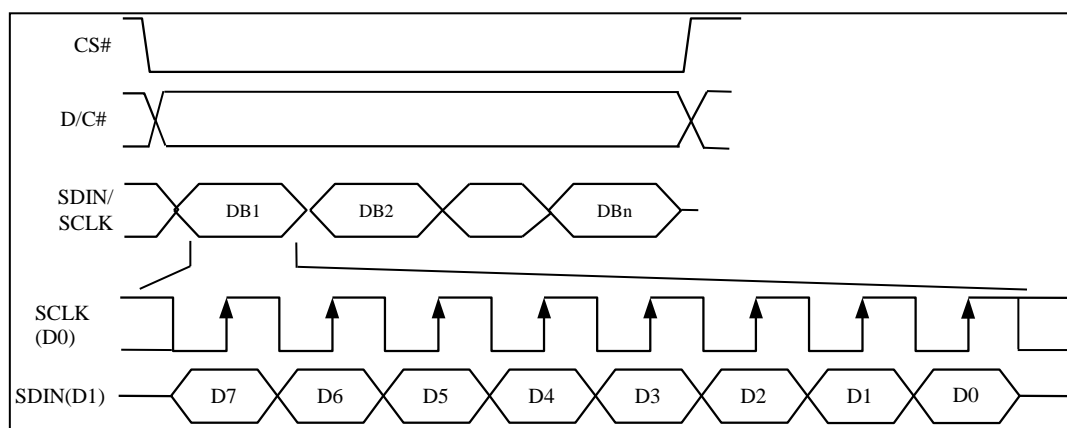 CS#
D/C#
SDIN/
SCLK
DB1 DB2 DBn
SCLK
(D0)
SDIN(D1) D7 D6 D5 D4 D3 D2 D1 D0